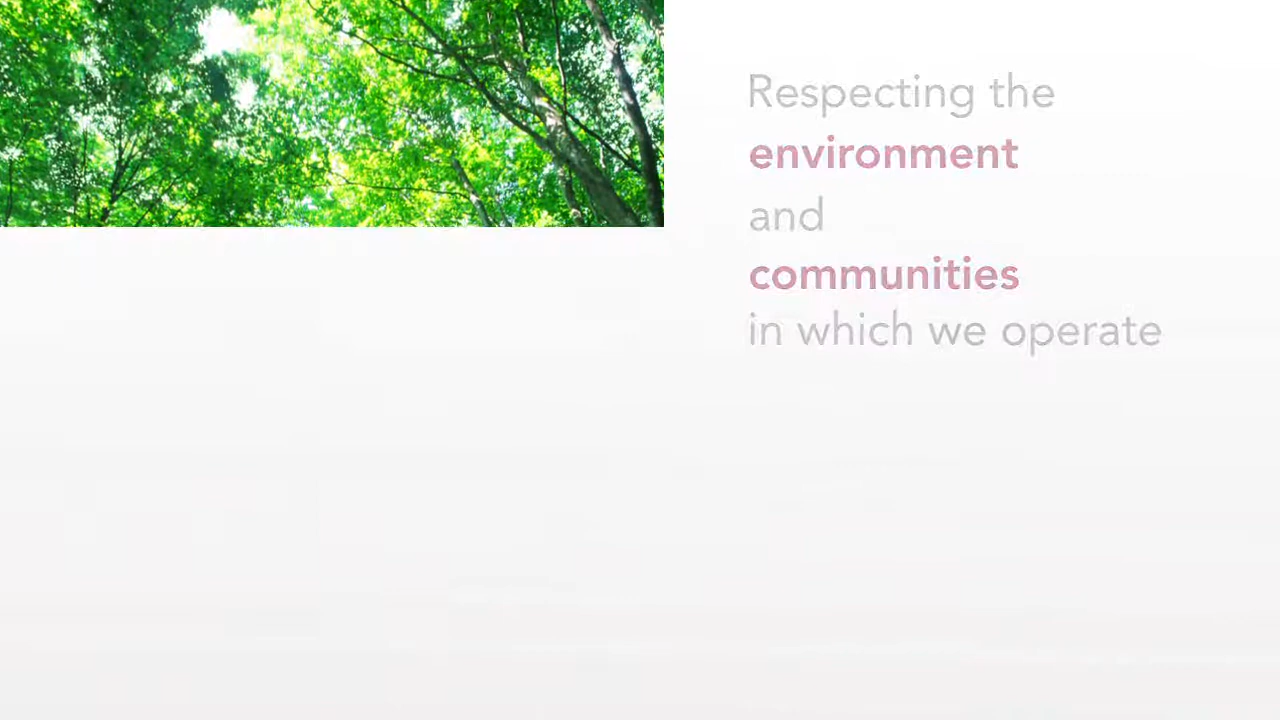 Respecting the
environment
and
communities
in which we operate